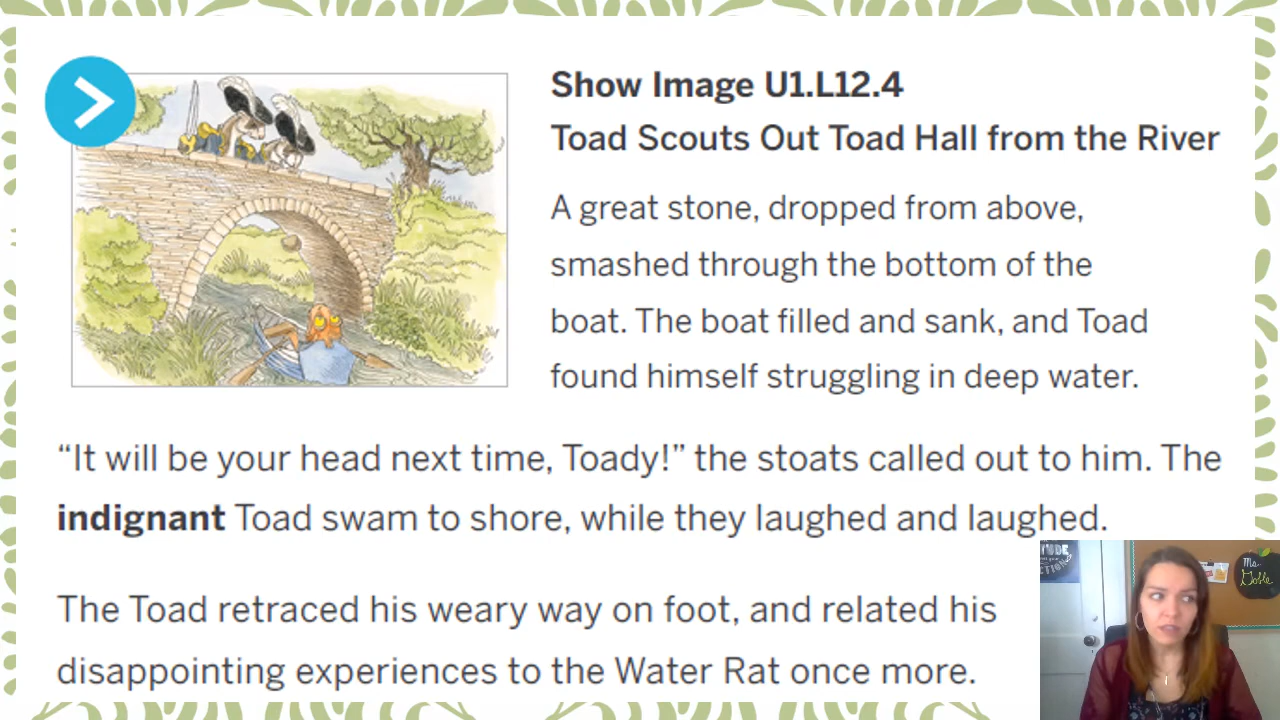 Show Image U1.L12.4
Toad Scouts Out Toad Hall from the River
A great stone, dropped from above,
smashed through the bottom of the
boat. The boat filled and sank, and Toad
found himself struggling in deep water.
“It will be your head next time, Toady!” the stoats called out to him. The
indignant Toad swam to shore, while they laughed and laughed.
The Toad retraced his weary way on foot, and related his
disappointing experiences to the Water Rat once more.
Ms.